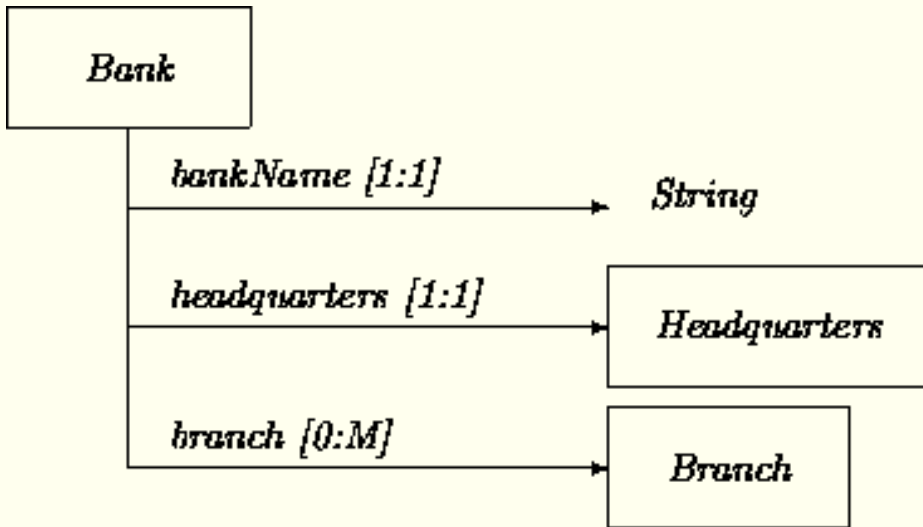 Bank
bankName [1:1]
String
headquarters [1:1]
Headquarters
branch [0:M]
Branch